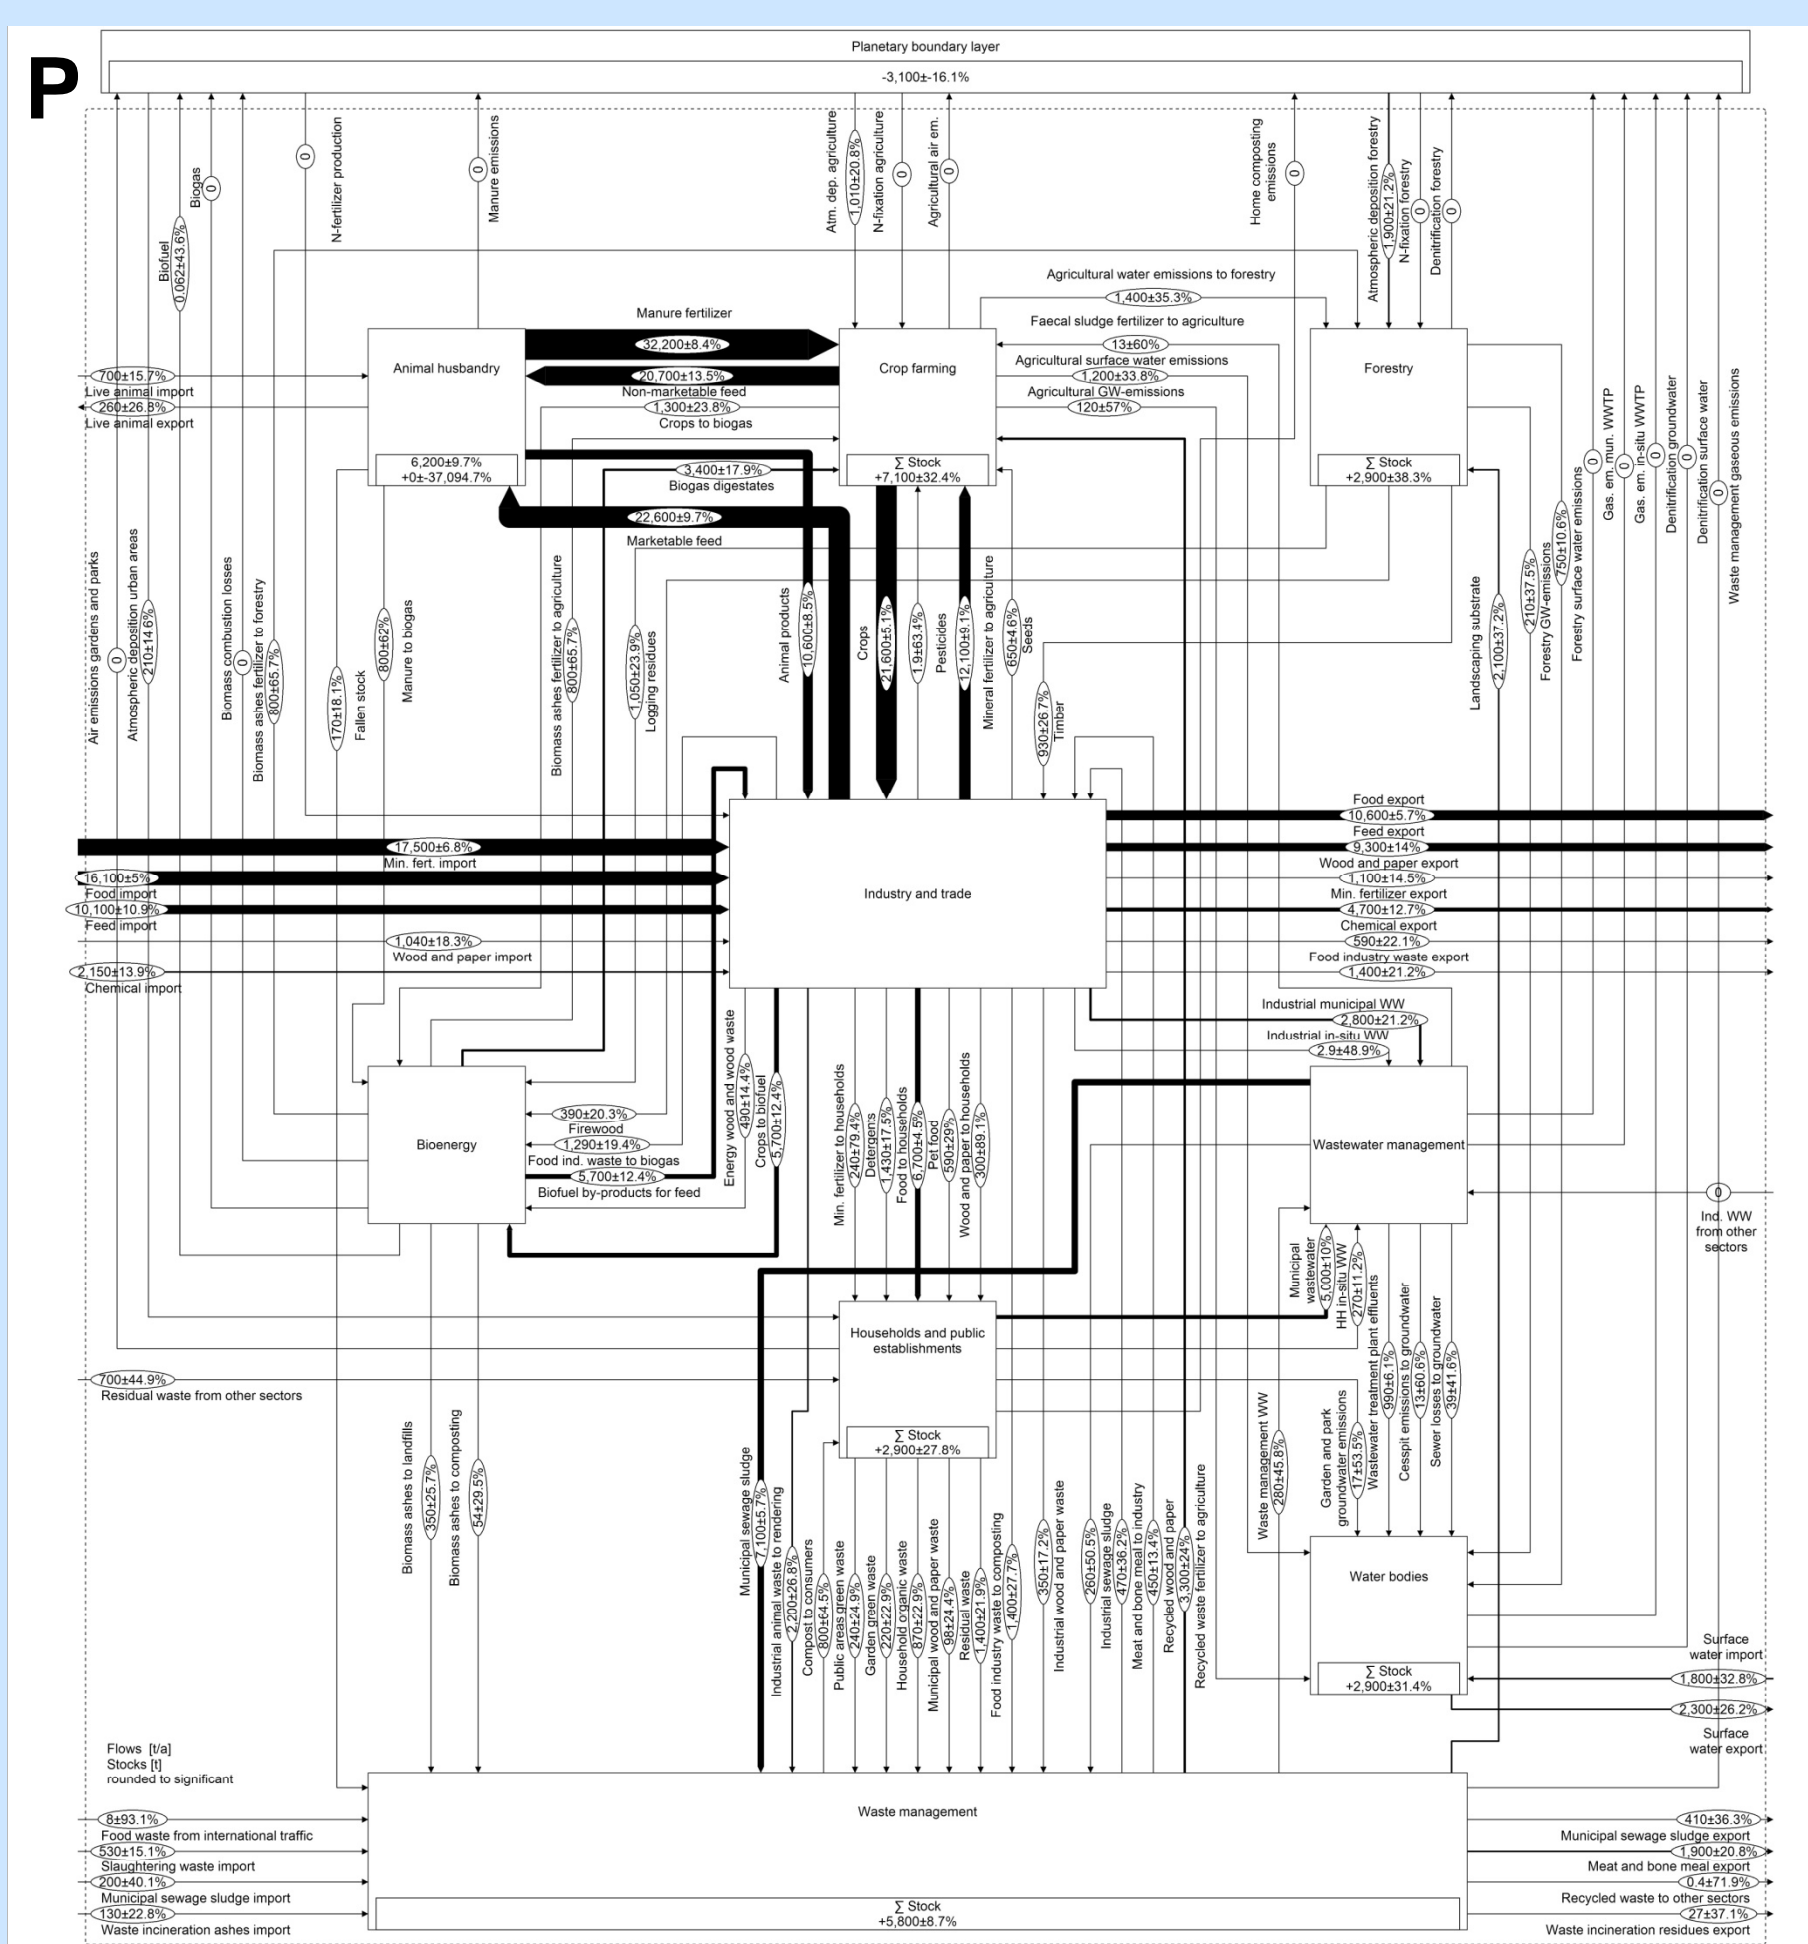 Planetary boundary layer
-3,100±-16.1%
P
N-fertilizer production
0
Manure emissions
0
Atm. dep. agriculture
1,010±20.8%
N-fixation agriculture
0
Agricultural air em.
0
Home composting
emissions
0
Atmospheric deposition forestry
1,900±21.2%
N-fixation forestry
0
Denitrification forestry
0
Biogas
0
Biofuel
0.062±43.6%
Agricultural water emissions to forestry
1,400±35.3%
Manure fertilizer
32,200±8.4%
Faecal sludge fertilizer to agriculture
13±60%
Animal husbandry
6,200±9.7%
+0±-37,094.7%
Crop farming
∑ Stock
+7,100±32.4%
Forestry
∑ Stock
+2,900±38.3%
700±15.7%
Live animal import
260±26.8%
Live animal export
20,700±13.5%
Non-marketable feed
1,300±23.8%
Crops to biogas
Agricultural surface water emissions
1,200±33.8%
Agricultural GW-emissions
120±57%
3,400±17.9%
Biogas digestates
22,600±9.7%
Marketable feed
Air emissions gardens and parks
0
Atmospheric deposition urban areas
210±14.6%
Biomass combustion losses
0
Biomass ashes fertilizer to forestry
800±65.7%
170±18.1%
Fallen stock
800±62%
Manure to biogas
Biomass ashes fertilizer to agriculture
800±65.7%
1,050±23.9%
Logging residues
Animal products
10,600±8.5%
Crops
21,600±5.1%
1.9±63.4%
Pesticides
12,100±9.1%
Mineral fertilizer to agriculture
650±4.6%
Seeds
930±26.7%
Timber
Landscaping substrate
2,100±37.2%
210±37.5%
Forestry GW-emissions
750±10.6%
Forestry surface water emissions
0
Gas. em. mun. WWTP
0
Gas. em. in-situ WWTP
0
Denitrification groundwater
0
Denitrification surface water
0
Waste management gaseous emissions
17,500±6.8%
Min. fert. import
16,100±5%
Food import
10,100±10.9%
Feed import
1,040±18.3%
Wood and paper import
2,150±13.9%
Chemical import
Industry and trade
Food export
10,600±5.7%
Feed export
9,300±14%
Wood and paper export
1,100±14.5%
Min. fertilizer export
4,700±12.7%
Chemical export
590±22.1%
Food industry waste export
1,400±21.2%
Industrial municipal WW
2,800±21.2%
Industrial in-situ WW
2.9±48.9%
Bioenergy
390±20.3%
Firewood
1,290±19.4%
Food ind. waste to biogas
5,700±12.4%
Biofuel by-products for feed
Energy wood and wood waste
490±14.4%
Crops to biofuel
5,700±12.4%
Min. fertilizer to households
240±79.4%
Detergents
1,430±17.5%
Food to households
6,700±4.5%
Pet food
590±29%
Wood and paper to households
300±89.1%
Wastewater management
0
Ind. WW
from other
sectors
Municipal
wastewater
5,000±10%
HH in-situ WW
270±11.2%
Wastewater treatment plant effluents
990±6.1%
Cesspit emissions to groundwater
13±60.6%
Sewer losses to groundwater
39±41.6%
Households and public
establishments
∑ Stock
+2,900±27.8%
700±44.9%
Residual waste from other sectors
Biomass ashes to landfills
350±25.7%
Biomass ashes to composting
54±29.5%
Municipal sewage sludge
7,100±5.7%
Industrial animal waste to rendering
2,200±26.8%
Compost to consumers
800±64.5%
Public areas green waste
240±24.9%
Garden green waste
220±22.9%
Household organic waste
870±22.9%
Municipal wood and paper waste
98±24.4%
Residual waste
1,400±21.9%
Food industry waste to composting
1,400±27.7%
350±17.2%
Industrial wood and paper waste
260±50.5%
Industrial sewage sludge
470±36.2%
Meat and bone meal to industry
450±13.4%
Recycled wood and paper
3,300±24%
Recycled waste fertilizer to agriculture
Waste management WW
280±45.8%
Garden and park
groundwater emissions
17±53.5%
Water bodies
∑ Stock
+2,900±31.4%
Surface
water import
1,800±32.8%
2,300±26.2%
Surface
water export
Flows [t/a]
Stocks [t]
rounded to significant
Waste management
∑ Stock
+5,800±8.7%
8±93.1%
Food waste from international traffic
530±15.1%
Slaughtering waste import
200±40.1%
Municipal sewage sludge import
130±22.8%
Waste incineration ashes import
410±36.3%
Municipal sewage sludge export
1,900±20.8%
Meat and bone meal export
0.4±71.9%
Recycled waste to other sectors
27±37.1%
Waste incineration residues export